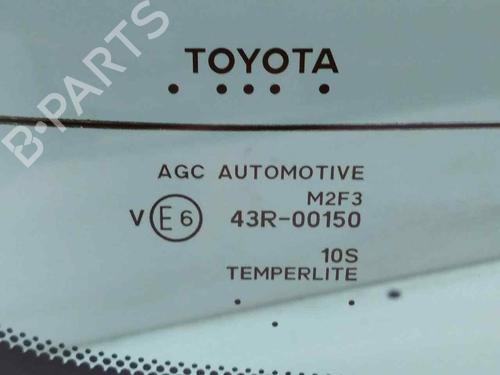 B-PARTS
TOYOTA
AGC AUTOMOTIVE
M2F3
V E6 43R-00150
10S
TEMPERLITE